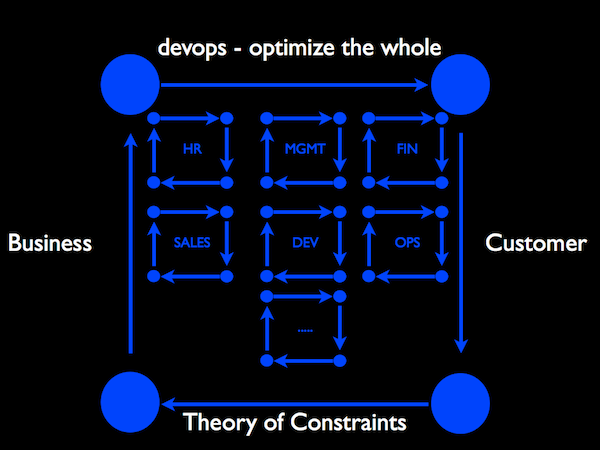 devops - optimize the whole
HR
MGMT
FIN
Business
SALES
DEV
OPS
Customer
.....
Theory of Constraints